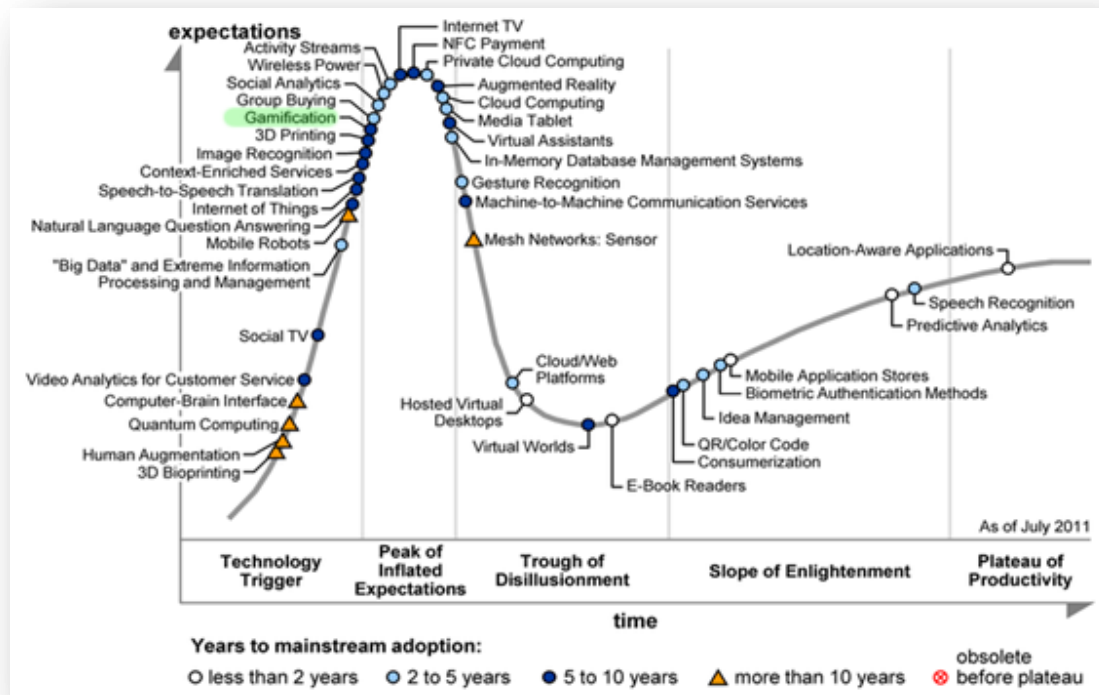 expectations
Internet TV
NFC Payment
Activity Streams
Private Cloud Computing
Wireless Power
Social Analytics
Augmented Reality
Group Buying
Cloud Computing
Gamification
Media Tablet
3D Printing
Virtual Assistants
Image Recognition
In-Memory Database Management Systems
Context-Enriched Services
Speech-to-Speech Translation
Gesture Recognition
Internet of Things
Machine-to-Machine Communication Services
Natural Language Question Answering
Mobile Robots
Mesh Networks: Sensor
"Big Data" and Extreme Information
Processing and Management
Location-Aware Applications
Speech Recognition
Predictive Analytics
Social TV
Cloud/Web
Platforms
Video Analytics for Customer Service
Mobile Application Stores
Computer-Brain Interface
Hosted Virtual
Desktops
Biometric Authentication Methods
Quantum Computing
Idea Management
Human Augmentation
Virtual Worlds
QR/Color Code
3D Bioprinting
Consumerization
E-Book Readers
As of July 2011
Technology
Trigger
Peak of
Inflated
Expectations
Trough of
Disillusionment
Slope of Enlightenment
Plateau of
Productivity
time
Years to mainstream adoption:
less than 2 years
2 to 5 years
5 to 10 years
more than 10 years
obsolete
before plateau